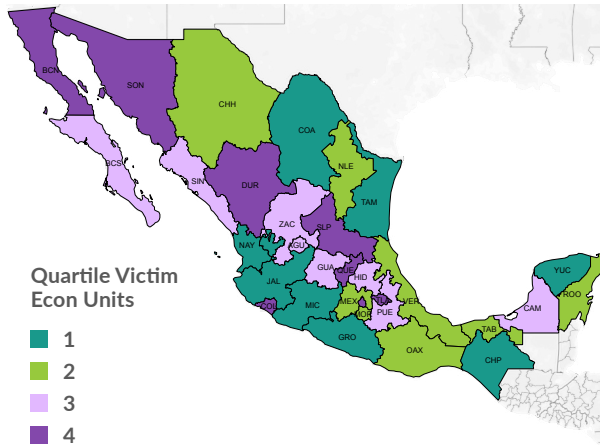 BCN
SON
CHH
COA
BCS
SIN
DUR
NLE
TAM
ZAC
SLP
NAY
AGU
JAL
GUA
QUE
HID
COL
MIC
MEX
TLA
MOR
PUE
VER
GRO
OAX
TAB
CHP
CAM
YUC
ROO
Quartile Victim
Econ Units
1
2
3
4